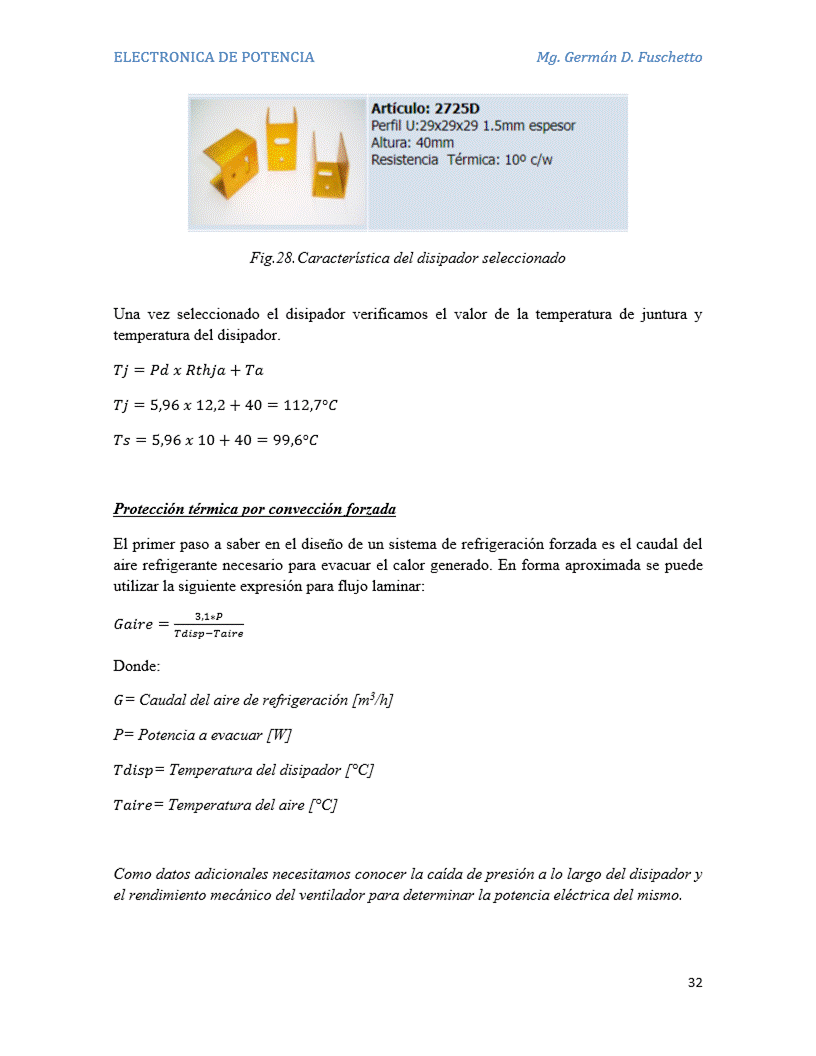 ELECTRONICA DE POTENCIA Mg. Germán D. Fuschetto
Artículo: 2725D
Perfil U:29x29x29 1.5mm espesor
Altura: 40mm
Resistencia Térmica: 10º c/w
Fig.28.Característica del disipador seleccionado
Una vez seleccionado el disipador verificamos el valor de la temperatura de juntura y
temperatura del disipador.
Tj = Pd x Rthja + Ta
Tj = 5,96 x 12,2 + 40 = 112,7°C
Ts = 5,96 x 10 + 40 = 99,6°C
Protección térmica por convección forzada
El primer paso a saber en el diseño de un sistema de refrigeración forzada es el caudal del
aire refrigerante necesario para evacuar el calor generado. En forma aproximada se puede
utilizar la siguiente expresión para flujo laminar:
Gaire = 3,1*P / Tdisp−Taire
Donde:
G= Caudal del aire de refrigeración [m³/h]
P= Potencia a evacuar [W]
Tdisp= Temperatura del disipador [°C]
Taire= Temperatura del aire [°C]
Como datos adicionales necesitamos conocer la caída de presión a lo largo del disipador y
el rendimiento mecánico del ventilador para determinar la potencia eléctrica del mismo.
32